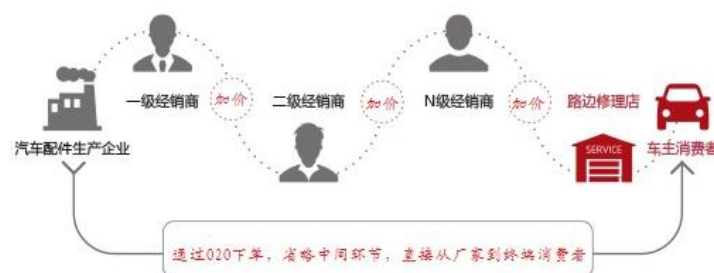 一级经销商
加价
二级经销商
加价
N级经销商
加价
路边修理店
汽车配件生产企业
SERVICE
车主消费者
通过020下单，省略中间环节，直接从厂家到终端消费者